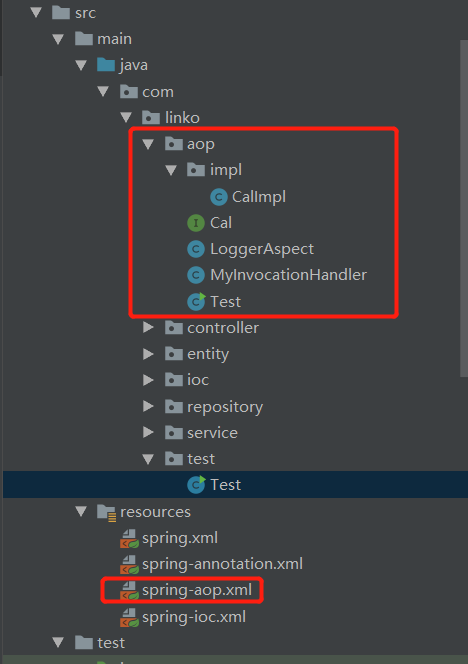 src
main
java
com
linko
aop
impl
C CalImpl
I Cal
C LoggerAspect
C MyInvocationHandler
C Test
controller
entity
ioc
repository
service
test
C Test
resources
spring.xml
spring-annotation.xml
spring-aop.xml
spring-ioc.xml
test